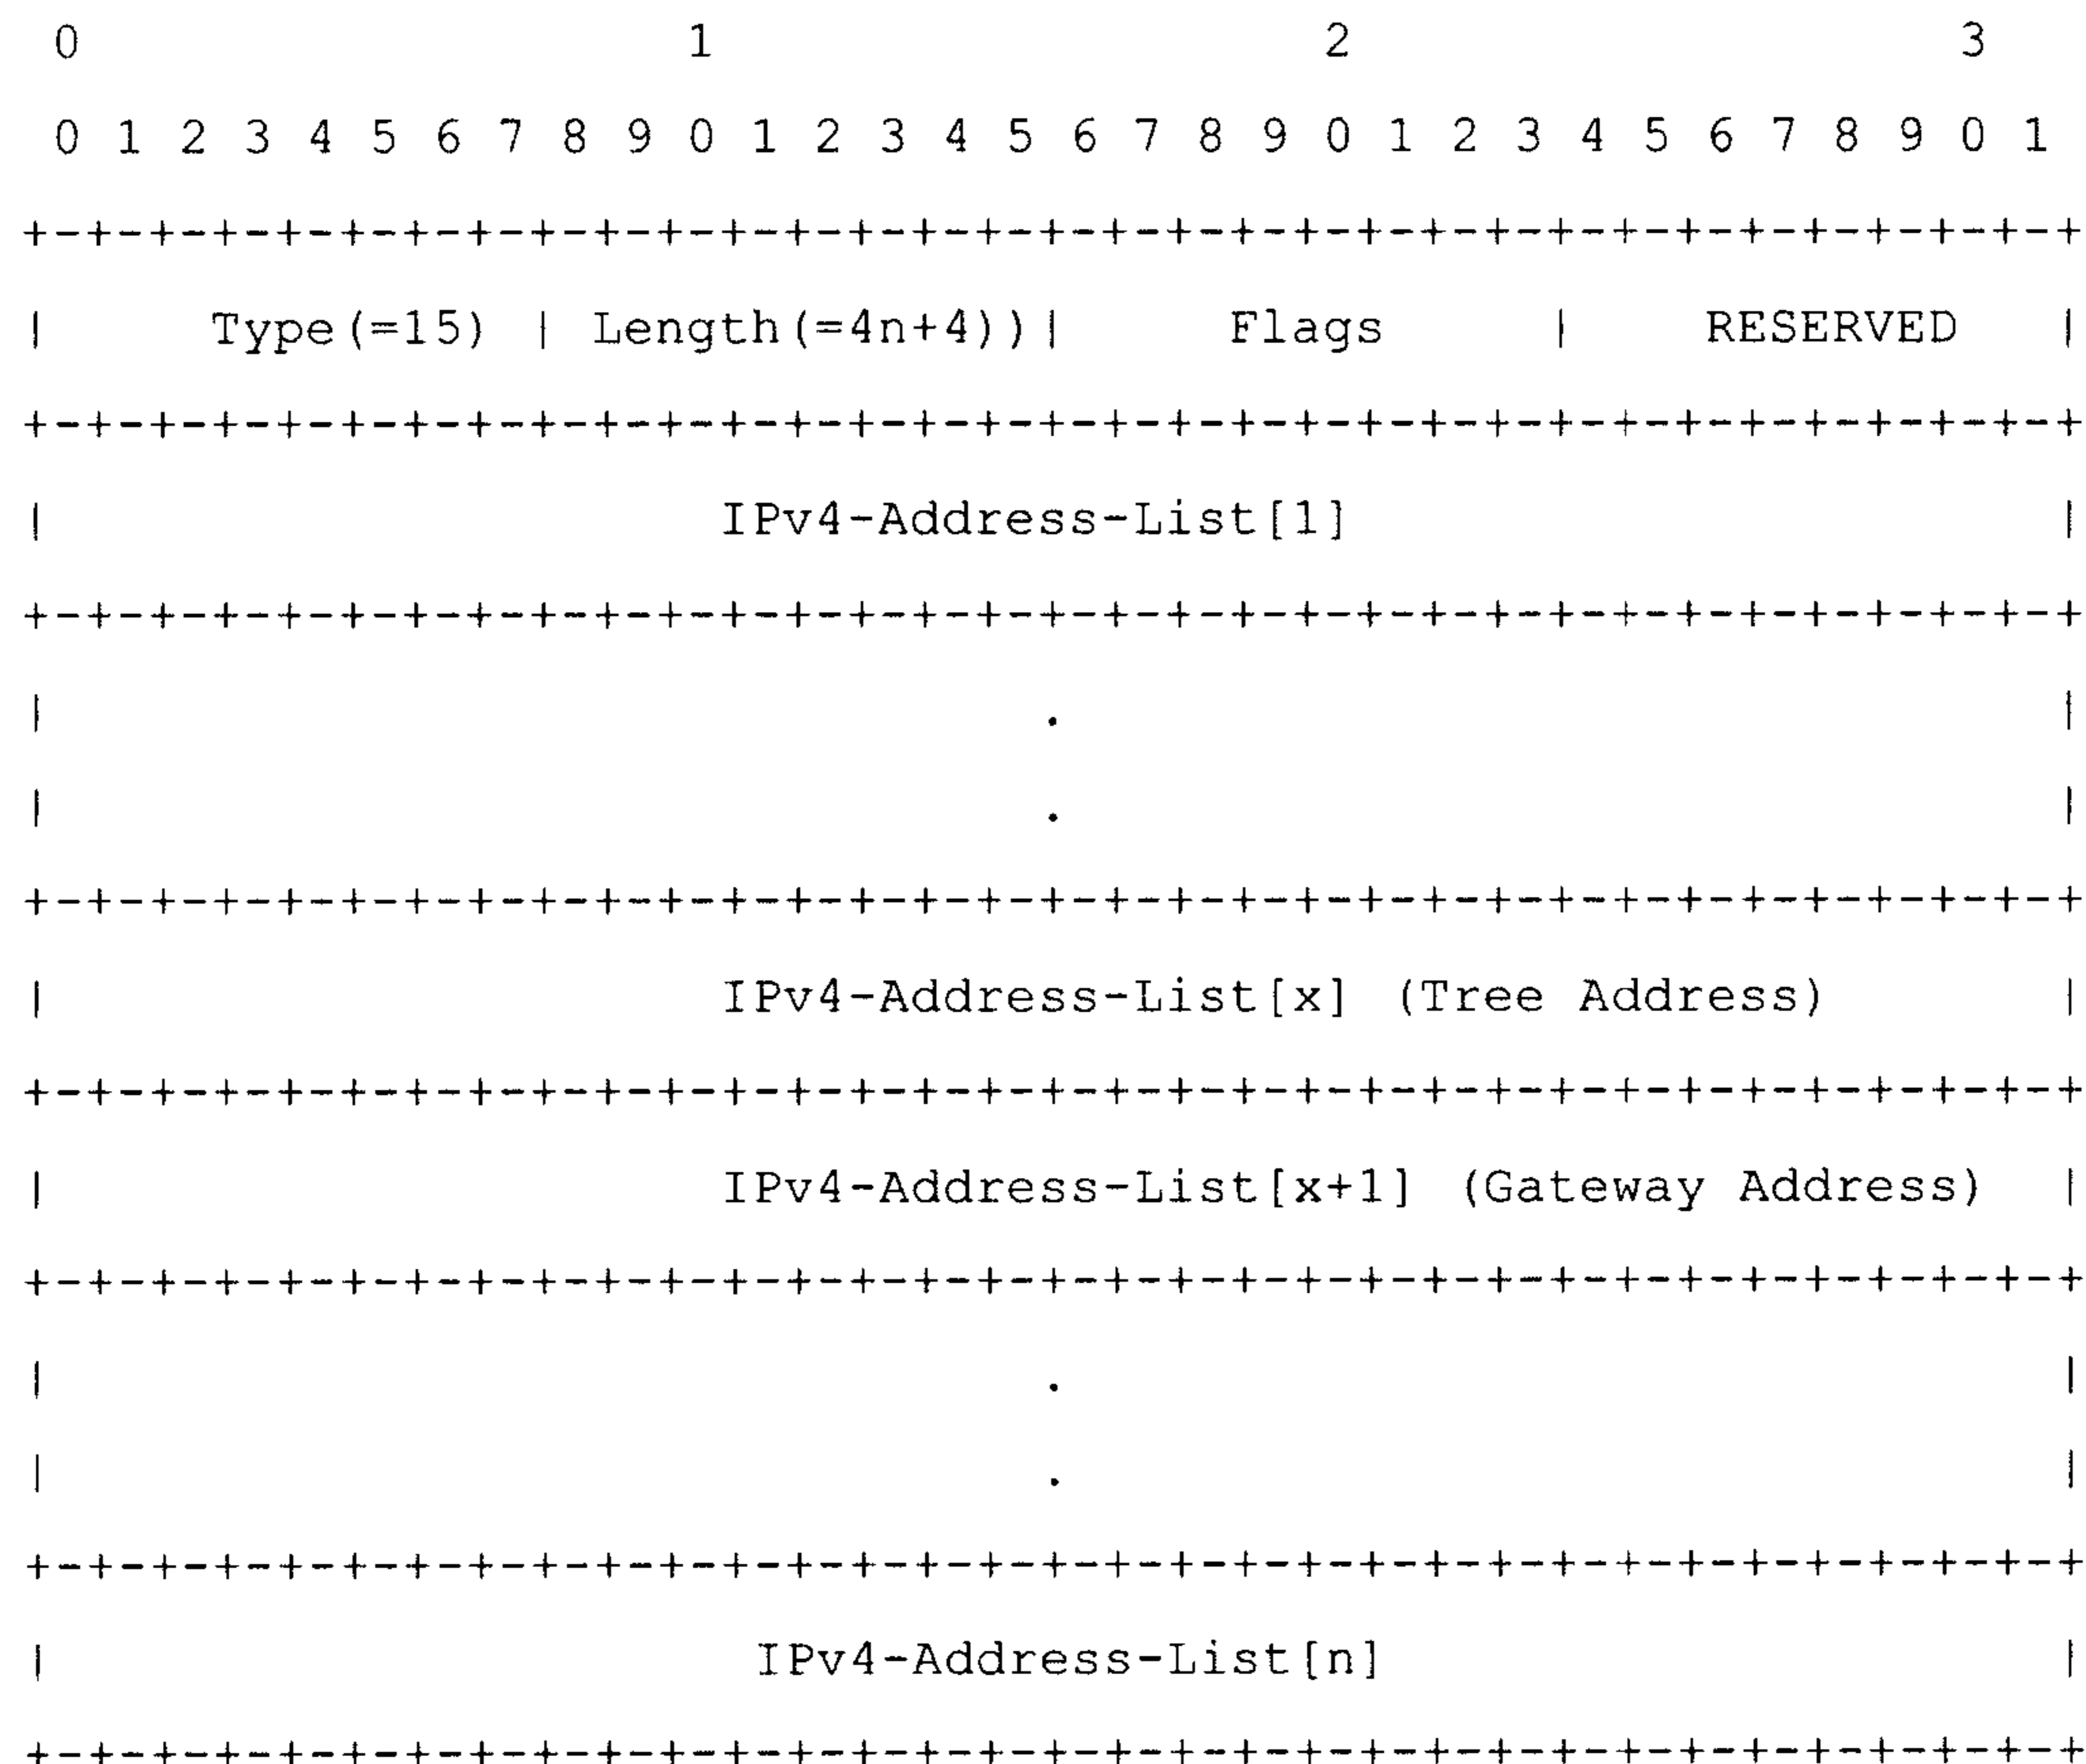 0                   1                   2                   3
0 1 2 3 4 5 6 7 8 9 0 1 2 3 4 5 6 7 8 9 0 1 2 3 4 5 6 7 8 9 0 1
+-+-+-+-+-+-+-+-+-+-+-+-+-+-+-+-+-+-+-+-+-+-+-+-+-+-+-+-+-+-+-+-+
|     Type(=15) | Length(=4n+4))|     Flags     |    RESERVED   |
+-+-+-+-+-+-+-+-+-+-+-+-+-+-+-+-+-+-+-+-+-+-+-+-+-+-+-+-+-+-+-+-+
|                     IPv4-Address-List[1]                      |
+-+-+-+-+-+-+-+-+-+-+-+-+-+-+-+-+-+-+-+-+-+-+-+-+-+-+-+-+-+-+-+-+
|                               .                               |
|                               .                               |
+-+-+-+-+-+-+-+-+-+-+-+-+-+-+-+-+-+-+-+-+-+-+-+-+-+-+-+-+-+-+-+-+
|                     IPv4-Address-List[x] (Tree Address)       |
+-+-+-+-+-+-+-+-+-+-+-+-+-+-+-+-+-+-+-+-+-+-+-+-+-+-+-+-+-+-+-+-+
|                     IPv4-Address-List[x+1] (Gateway Address)  |
+-+-+-+-+-+-+-+-+-+-+-+-+-+-+-+-+-+-+-+-+-+-+-+-+-+-+-+-+-+-+-+-+
|                               .                               |
|                               .                               |
+-+-+-+-+-+-+-+-+-+-+-+-+-+-+-+-+-+-+-+-+-+-+-+-+-+-+-+-+-+-+-+-+
|                      IPv4-Address-List[n]                     |
+-+-+-+-+-+-+-+-+-+-+-+-+-+-+-+-+-+-+-+-+-+-+-+-+-+-+-+-+-+-+-+-+